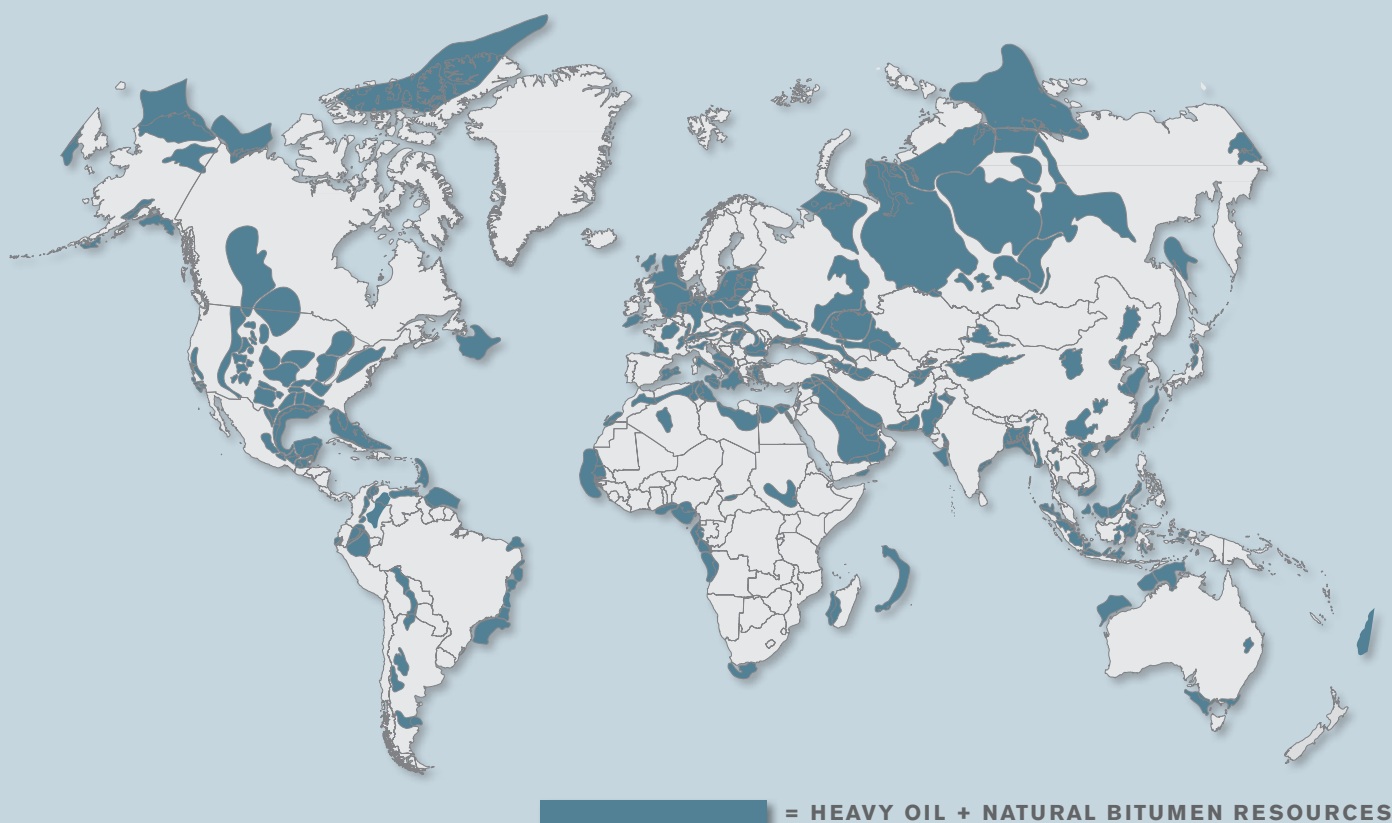 = HEAVY OIL + NATURAL BITUMEN RESOURCES